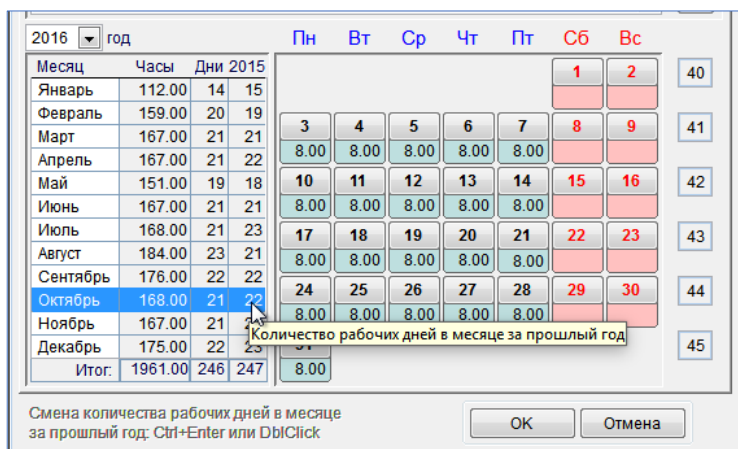 2016 год Пн Вт Ср Чт Пт Сб Вс
Месяц Часы Дни 2015
Январь 112.00 14 15
Февраль 159.00 20 19
Март 167.00 21 21
Апрель 167.00 21 22
Май 151.00 19 18
Июнь 167.00 21 21
Июль 168.00 21 23
Август 184.00 23 21
Сентябрь 176.00 22 22
Октябрь 168.00 21 22
Ноябрь 167.00 21
Декабрь 175.00 22 23
Итог: 1961.00 246 247
1 2 40
3 4 5 6 7 8 9 41
8.00 8.00 8.00 8.00 8.00
10 11 12 13 14 15 16 42
8.00 8.00 8.00 8.00 8.00
17 18 19 20 21 22 23 43
8.00 8.00 8.00 8.00 8.00
24 25 26 27 28 29 30 44
8.00 8.00 8.00 8.00 8.00
Количество рабочих дней в месяце за прошлый год
31 45
8.00
Смена количества рабочих дней в месяце
за прошлый год: Ctrl+Enter или DblClick
OK Отмена